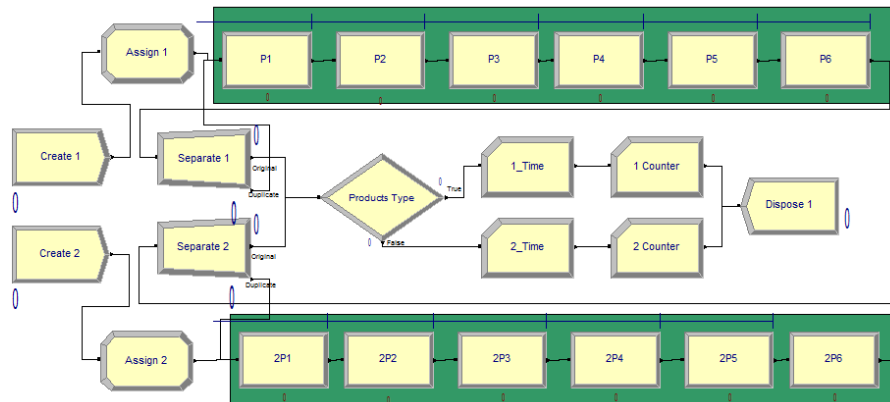 Assign 1
P1
P2
P3
P4
P5
P6
Create 1
Separate 1
Original
Duplicate
Products Type
True
False
1_Time
1 Counter
Dispose 1
Create 2
Separate 2
Original
Duplicate
2_Time
2 Counter
Assign 2
2P1
2P2
2P3
2P4
2P5
2P6